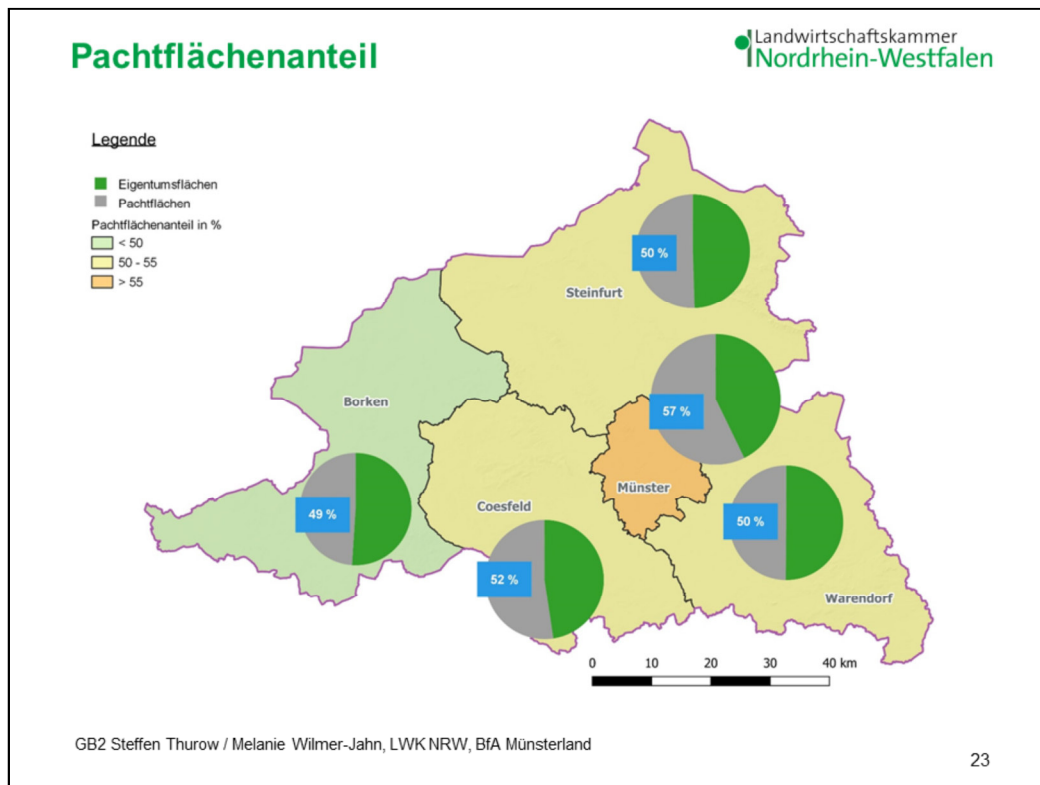 Pachtflächenanteil
Landwirtschaftskammer
Nordrhein-Westfalen
Legende
Eigentumsflächen
Pachtflächen
Pachtflächenanteil in %
< 50
50 - 55
> 55
50 %
Steinfurt
57 %
Borken
Münster
Coesfeld
49 %
50 %
52 %
Warendorf
0 10 20 30 40 km
GB2 Steffen Thurow / Melanie Wilmer-Jahn, LWK NRW, BfA Münsterland
23